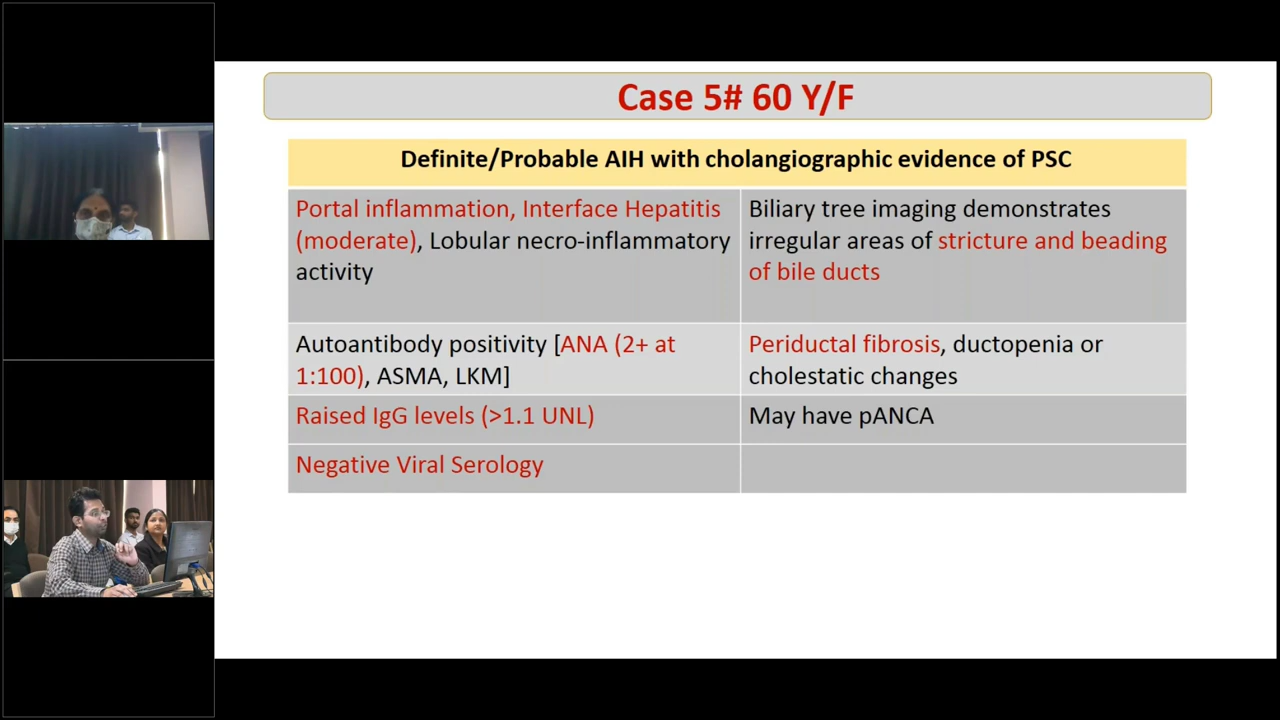 Case 5# 60 Y/F
Definite/Probable AIH with cholangiographic evidence of PSC
Portal inflammation, Interface Hepatitis
(moderate), Lobular necro-inflammatory
activity
Biliary tree imaging demonstrates
irregular areas of stricture and beading
of bile ducts
Autoantibody positivity [ANA (2+ at
1:100), ASMA, LKM]
Periductal fibrosis, ductopenia or
cholestatic changes
Raised IgG levels (>1.1 UNL)
May have pANCA
Negative Viral Serology